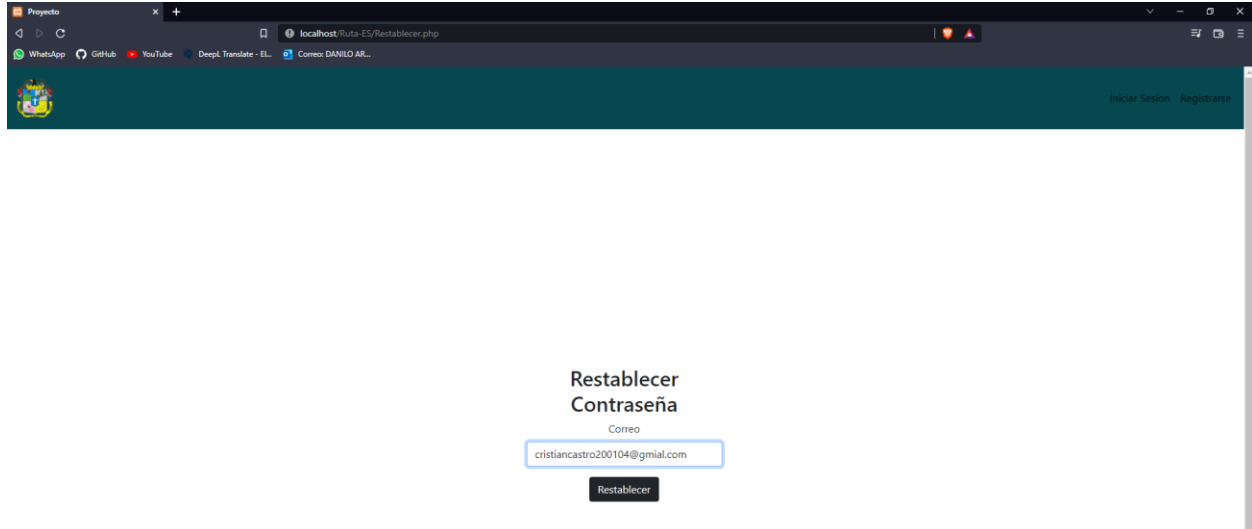 Proyecto
localhost/Ruta-ES/Restablecer.php
WhatsApp GitHub YouTube DeepL Translate - El... Correo: DANILO AR...
Iniciar Sesion Registrarse
Restablecer
Contraseña
Correo
cristiancastro200104@gmial.com
Restablecer